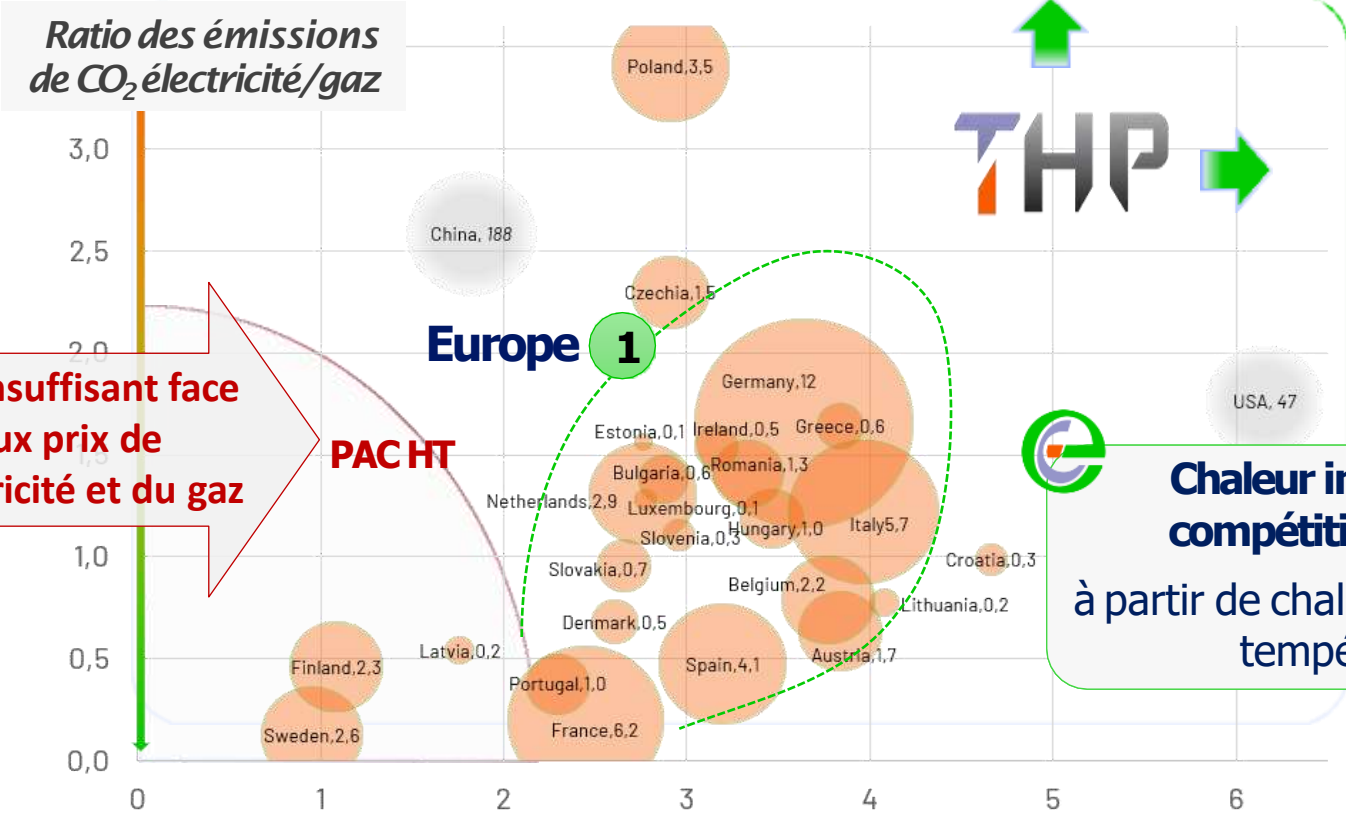 Ratio des émissions
de CO₂ électricité/gaz
Poland,3,5
THP
3,0
China, 188
2,5
Czechia,1,5
Europe 1
2,0
Germany,12
USA, 47
nsuffisant face
ux prix de
ricité et du gaz
PAC HT
1,5
Estonia,0,1
Ireland,0,5
Greece,0,6
Bulgaria,0,6
Romania,1,3
Netherlands,2,9
Luxembourg,0,1
Slovenia,0,3
Hungary,1,0
Italy5,7
Chaleur in
compétiti
à partir de chal
tempé
1,0
Slovakia,0,7
Croatia,0,3
Belgium,2,2
Lithuania,0,2
Denmark,0,5
0,5
Finland,2,3
Latvia,0,2
Spain,4,1
Austria,1,7
Portugal,1,0
France,6,2
Sweden,2,6
0,0
0 1 2 3 4 5 6